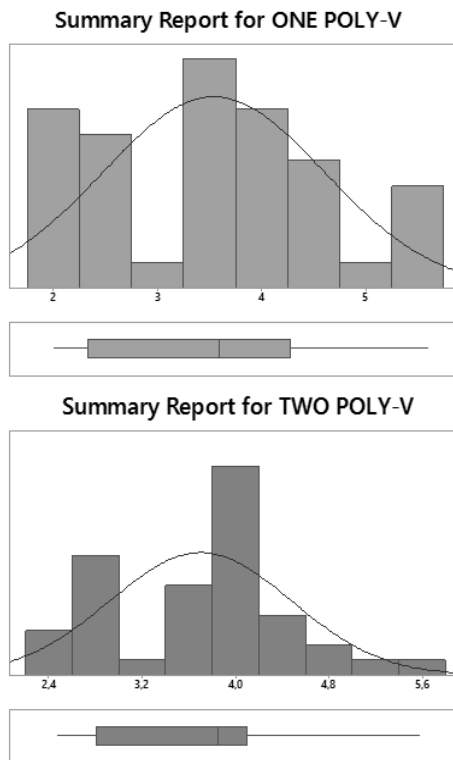 Summary Report for ONE POLY-V
2 3 4 5
Summary Report for TWO POLY-V
2,4 3,2 4,0 4,8 5,6